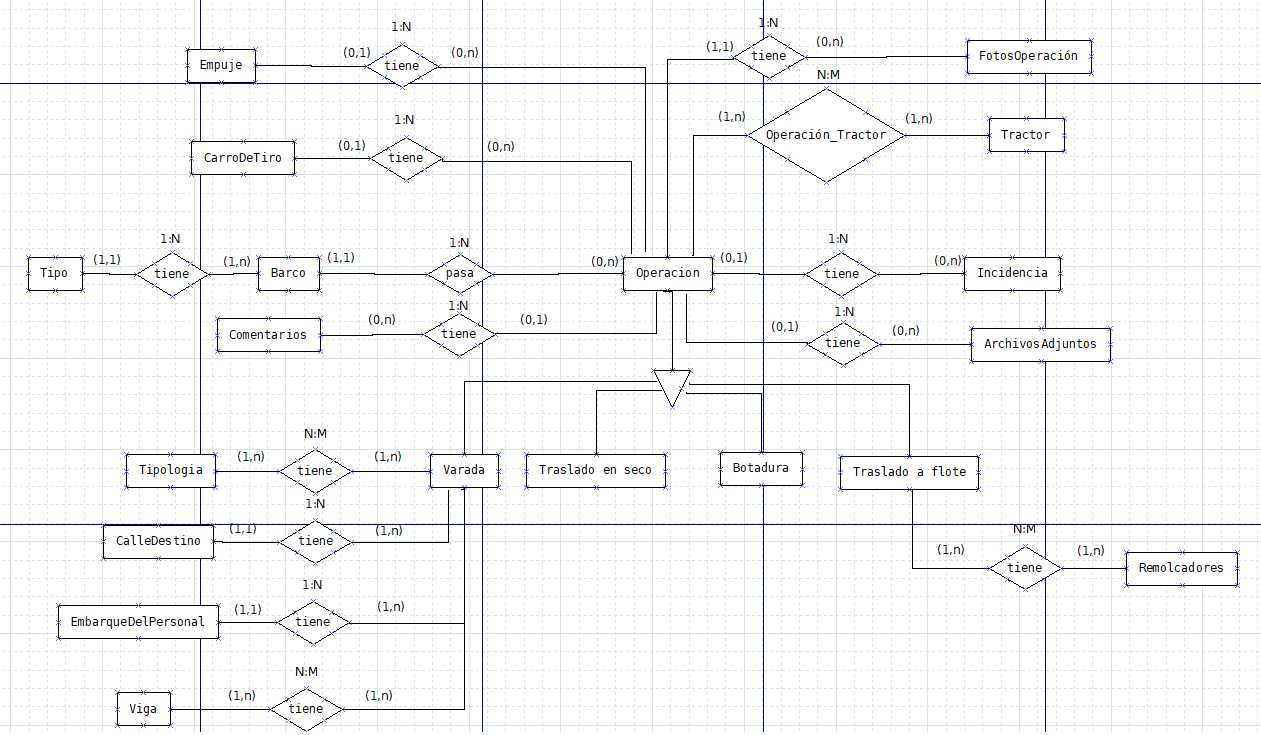 1:N
1:N
Empuje (0,1) tiene (0,n)
(1,1) tiene (0,n) FotosOperación
N:M
(1,n) Operación_Tractor (1,n) Tractor
1:N
CarroDeTiro (0,1) tiene (0,n)
1:N
1:N
1:N
Tipo (1,1) tiene (1,n) Barco (1,1) pasa (0,n) Operacion (0,1) tiene (0,n) Incidencia
1:N
Comentarios (0,n) tiene (0,1)
1:N
(0,1) tiene (0,n) ArchivosAdjuntos
N:M
Tipologia (1,n) tiene (1,n) Varada
Traslado en seco
Botadura
Traslado a flote
1:N
CalleDestino (1,1) tiene (1,n)
N:M
(1,n) tiene (1,n) Remolcadores
1:N
EmbarqueDelPersonal (1,1) tiene (1,n)
N:M
Viga (1,n) tiene (1,n)